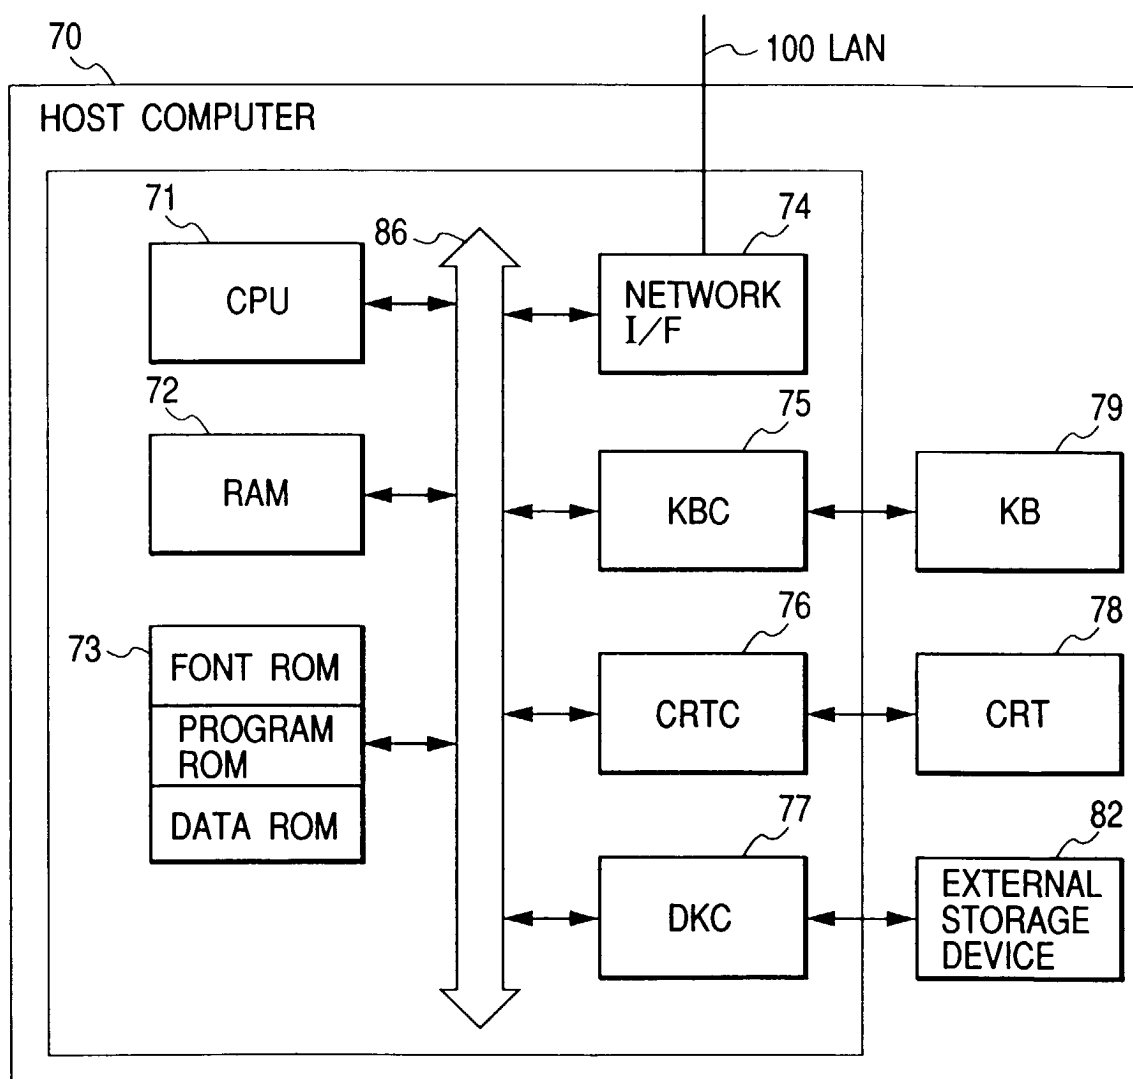 70
100 LAN
HOST COMPUTER
71
86
74
CPU
NETWORK
I/F
72
75
79
RAM
KBC
KB
76
78
73
FONT ROM
PROGRAM
ROM
DATA ROM
CRTC
CRT
77
82
DKC
EXTERNAL
STORAGE
DEVICE